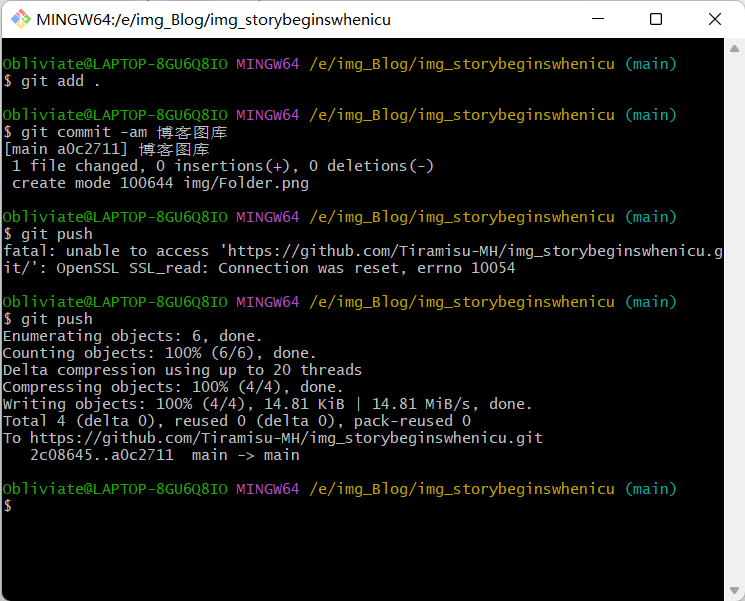 MINGW64:/e/img_Blog/img_storybeginswhenicu
Obliviate@LAPTOP-8GU6Q8IO MINGW64 /e/img_Blog/img_storybeginswhenicu (main)
$ git add .
Obliviate@LAPTOP-8GU6Q8IO MINGW64 /e/img_Blog/img_storybeginswhenicu (main)
$ git commit -am 博客图库
[main a0c2711] 博客图库
 1 file changed, 0 insertions(+), 0 deletions(-)
 create mode 100644 img/Folder.png
Obliviate@LAPTOP-8GU6Q8IO MINGW64 /e/img_Blog/img_storybeginswhenicu (main)
$ git push
fatal: unable to access 'https://github.com/Tiramisu-MH/img_storybeginswhenicu.g
it/': OpenSSL SSL_read: Connection was reset, errno 10054
Obliviate@LAPTOP-8GU6Q8IO MINGW64 /e/img_Blog/img_storybeginswhenicu (main)
$ git push
Enumerating objects: 6, done.
Counting objects: 100% (6/6), done.
Delta compression using up to 20 threads
Compressing objects: 100% (4/4), done.
Writing objects: 100% (4/4), 14.81 KiB | 14.81 MiB/s, done.
Total 4 (delta 0), reused 0 (delta 0), pack-reused 0
To https://github.com/Tiramisu-MH/img_storybeginswhenicu.git
   2c08645..a0c2711  main -> main
Obliviate@LAPTOP-8GU6Q8IO MINGW64 /e/img_Blog/img_storybeginswhenicu (main)
$